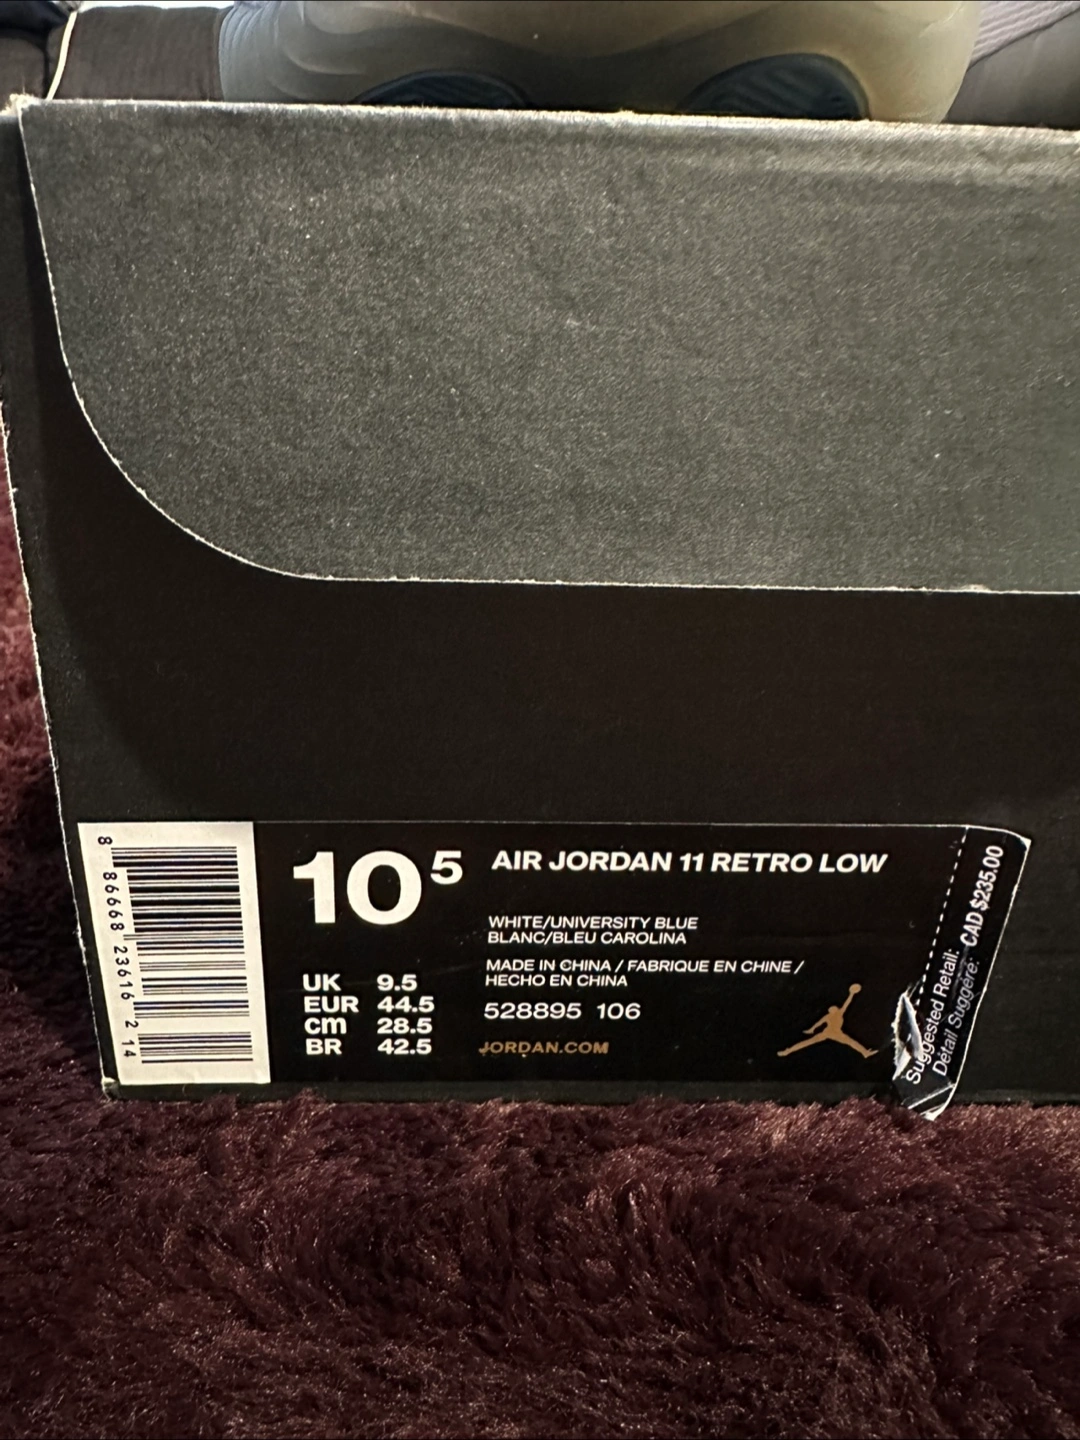 8 86668 23616 2 14
10 5
AIR JORDAN 11 RETRO LOW
WHITE/UNIVERSITY BLUE
BLANC/BLEU CAROLINA
MADE IN CHINA / FABRIQUE EN CHINE /
HECHO EN CHINA
528895 106
JORDAN.COM
UK 9.5
EUR 44.5
cm 28.5
BR 42.5
Suggested Retail: CAD $235.00
Détail Suggéré: